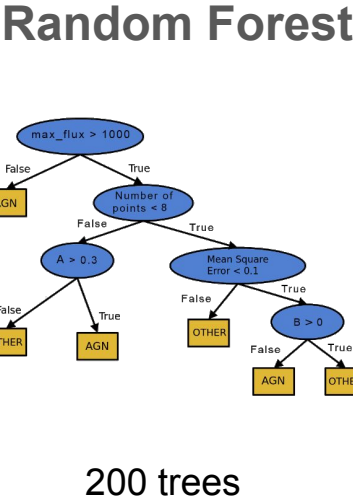 Random Forest
max_flux > 1000
False
True
AGN
Number of
points < 8
False
True
A > 0.3
Mean Square
Error < 0.1
False
True
False
True
B > 0
OTHER
AGN
OTHER
False
True
AGN
OTHE
200 trees